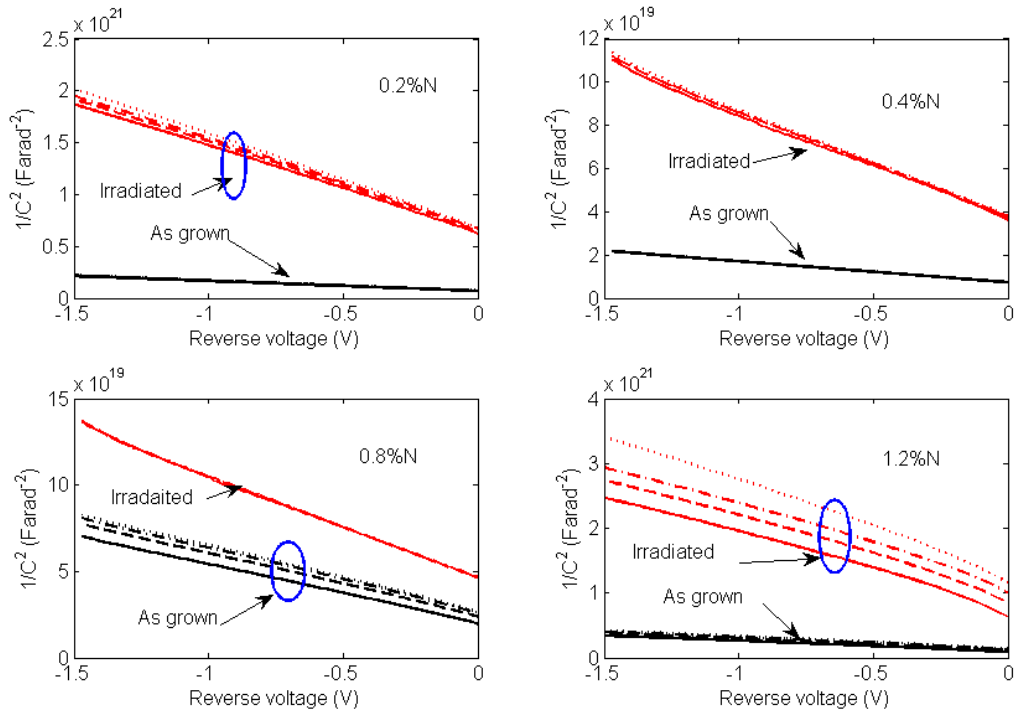 x 10^21
2.5
2
1.5
1
0.5
0
-1.5
-1
-0.5
0
1/C^2 (Farad^-2)
Reverse voltage (V)
0.2%N
Irradiated
As grown
x 10^19
12
10
8
6
4
2
0
-1.5
-1
-0.5
0
1/C^2 (Farad^-2)
Reverse voltage (V)
0.4%N
Irradiated
As grown
x 10^19
15
10
5
0
-1.5
-1
-0.5
0
1/C^2 (Farad^-2)
Reverse voltage (V)
0.8%N
Irradaited
As grown
x 10^21
4
3
2
1
0
-1.5
-1
-0.5
0
1/C^2 (Farad^-2)
Reverse voltage (V)
1.2%N
Irradiated
As grown